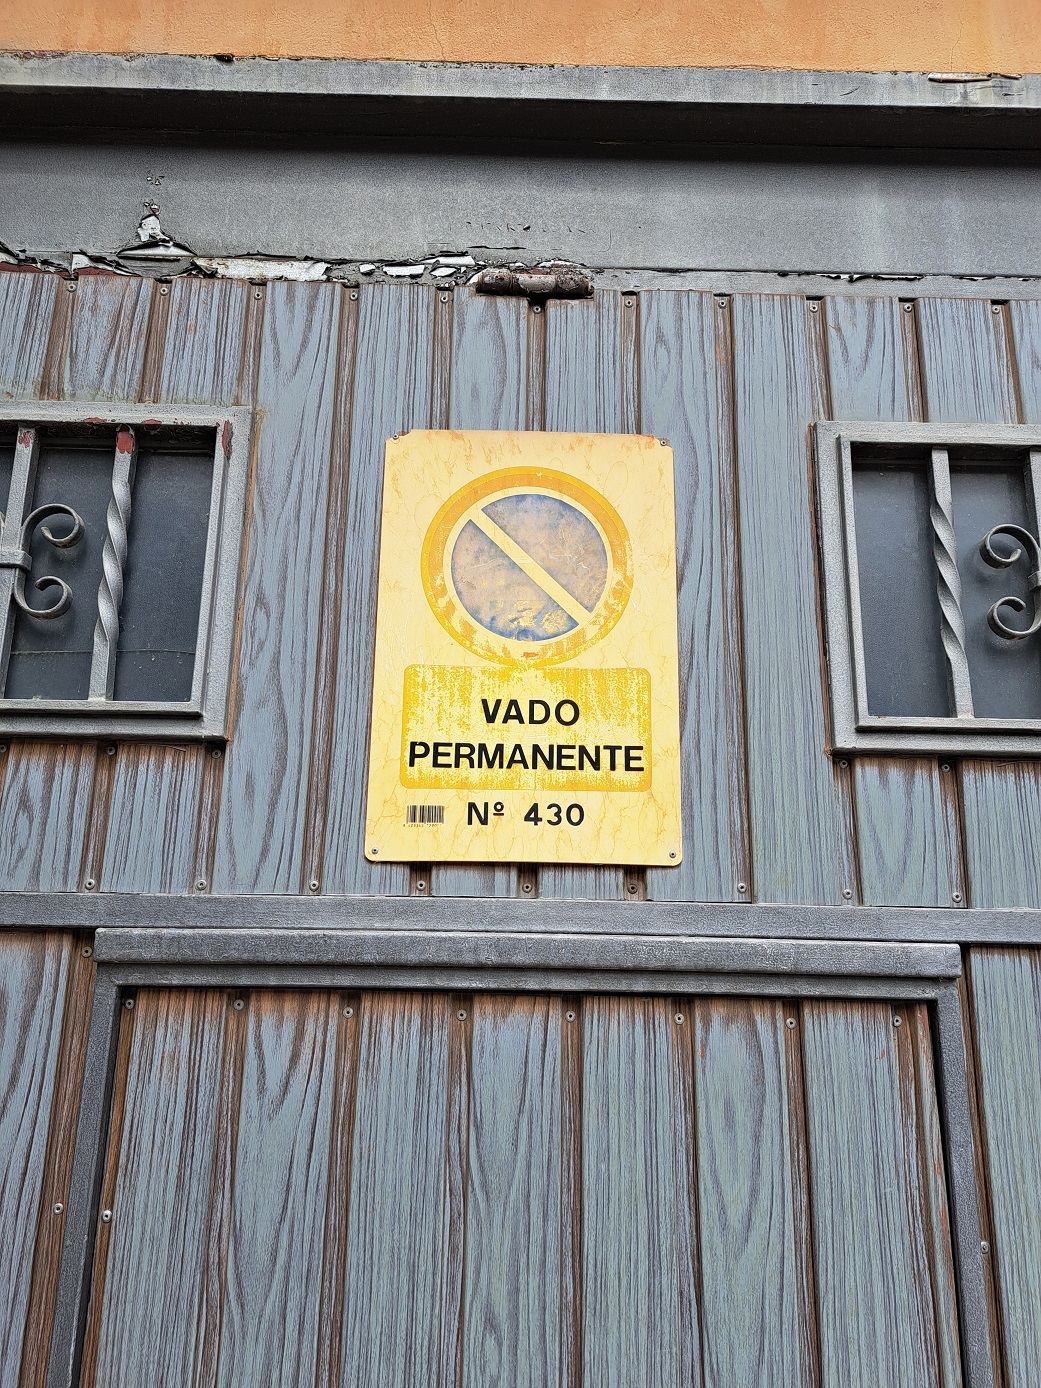 VADO
PERMANENTE
Nº 430